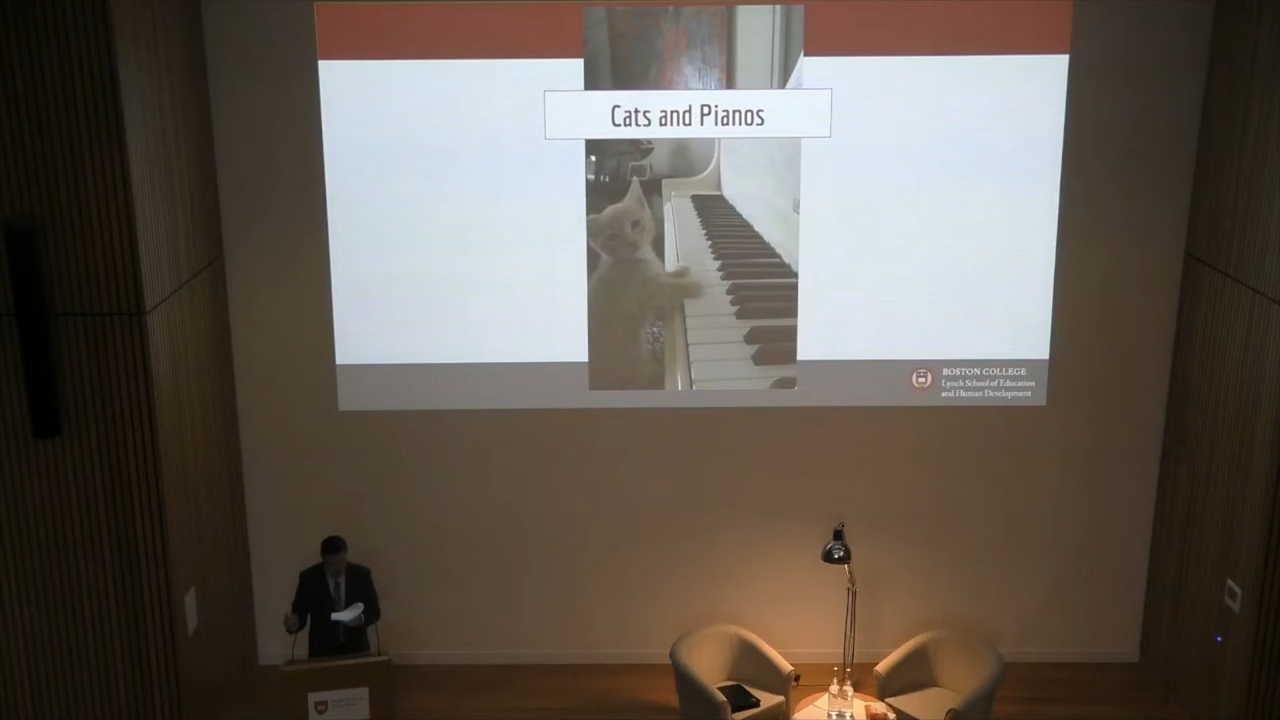 Cats and Pianos
BOSTON COLLEGE
Lynch School of Education
and Human Development